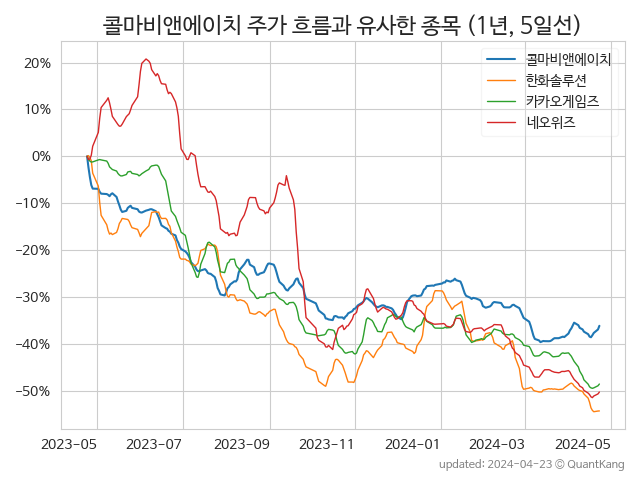 콜마비앤에이치 주가 흐름과 유사한 종목 (1년, 5일선)
콜마비앤에이치
한화솔루션
카카오게임즈
네오위즈
20%
10%
0%
−10%
−20%
−30%
−40%
−50%
2023-05
2023-07
2023-09
2023-11
2024-01
2024-03
2024-05
updated: 2024-04-23 © QuantKang